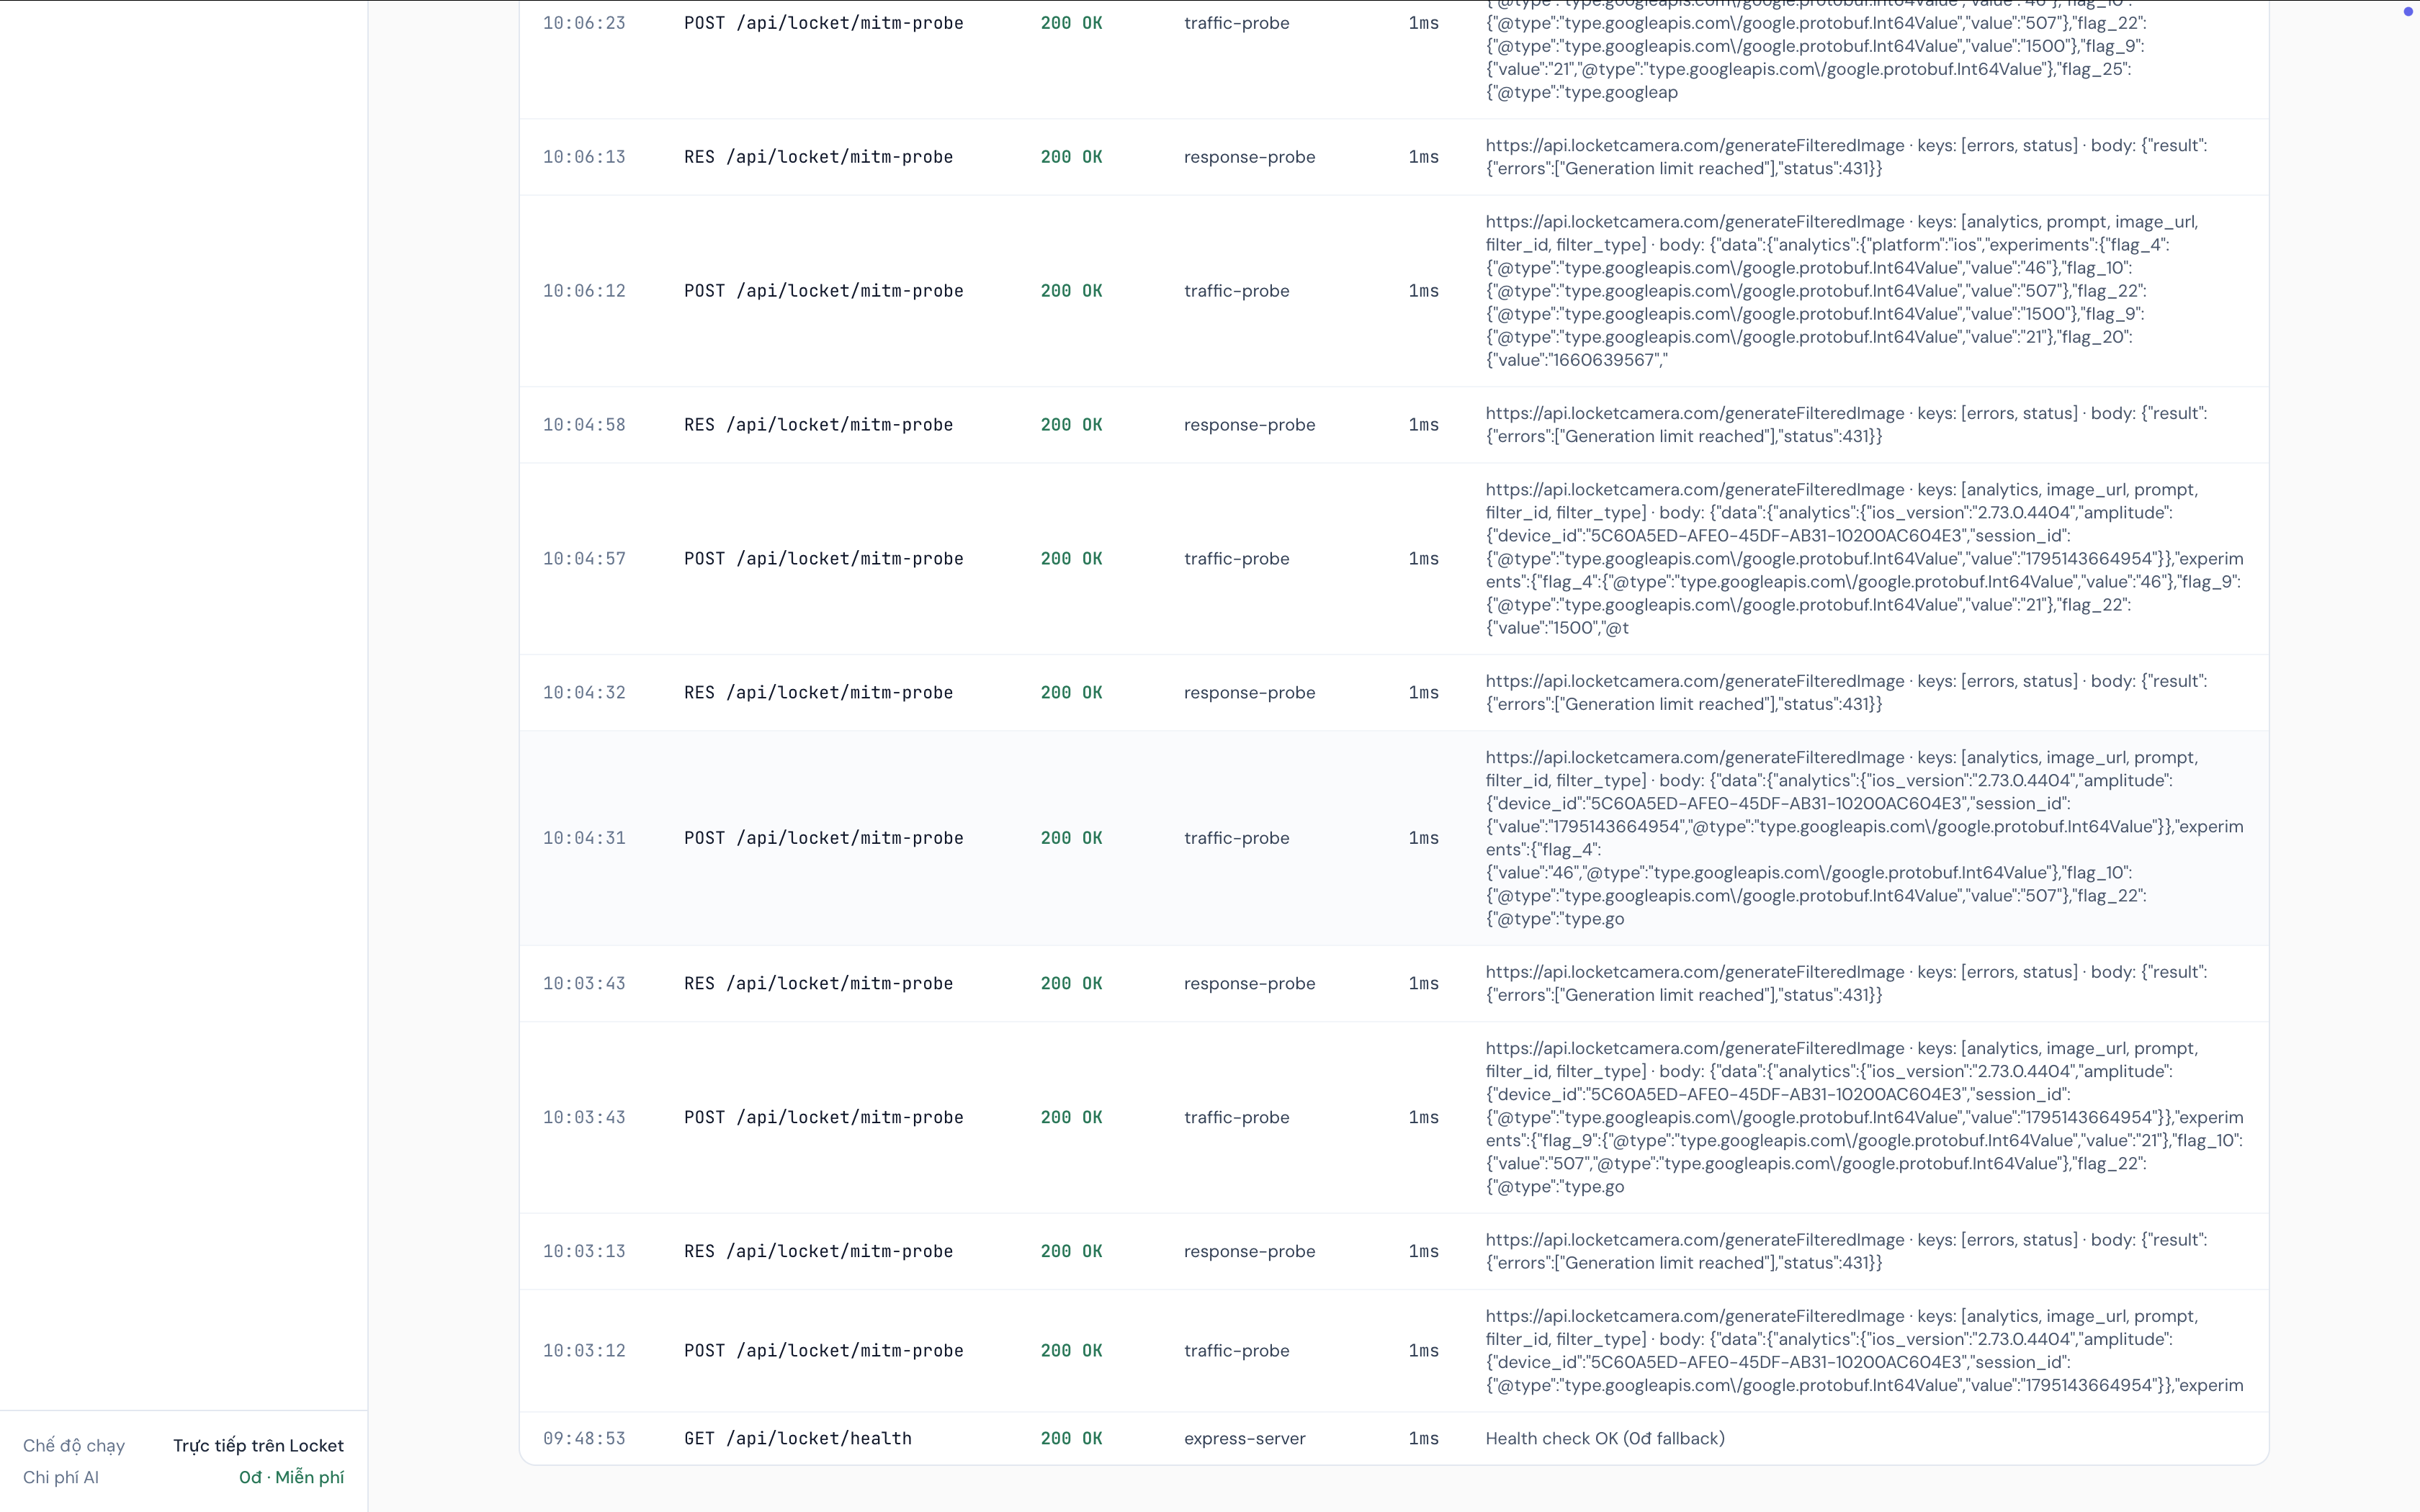 {"@type":"type.googleapis.com\/google.protobuf.Int64Value","value":"46"},"flag_10":
10:06:23 POST /api/locket/mitm-probe 200 OK traffic-probe 1ms
{"@type":"type.googleapis.com\/google.protobuf.Int64Value","value":"507"},"flag_22":
{"@type":"type.googleapis.com\/google.protobuf.Int64Value","value":"1500"},"flag_9":
{"value":"21","@type":"type.googleapis.com\/google.protobuf.Int64Value"},"flag_25":
{"@type":"type.googleap
10:06:13 RES /api/locket/mitm-probe 200 OK response-probe 1ms
https://api.locketcamera.com/generateFilteredImage · keys: [errors, status] · body: {"result":
{"errors":["Generation limit reached"],"status":431}}
10:06:12 POST /api/locket/mitm-probe 200 OK traffic-probe 1ms
https://api.locketcamera.com/generateFilteredImage · keys: [analytics, prompt, image_url,
filter_id, filter_type] · body: {"data":{"analytics":{"platform":"ios","experiments":{"flag_4":
{"@type":"type.googleapis.com\/google.protobuf.Int64Value","value":"46"},"flag_10":
{"@type":"type.googleapis.com\/google.protobuf.Int64Value","value":"507"},"flag_22":
{"@type":"type.googleapis.com\/google.protobuf.Int64Value","value":"1500"},"flag_9":
{"@type":"type.googleapis.com\/google.protobuf.Int64Value","value":"21"},"flag_20":
{"value":"1660639567","
10:04:58 RES /api/locket/mitm-probe 200 OK response-probe 1ms
https://api.locketcamera.com/generateFilteredImage · keys: [errors, status] · body: {"result":
{"errors":["Generation limit reached"],"status":431}}
10:04:57 POST /api/locket/mitm-probe 200 OK traffic-probe 1ms
https://api.locketcamera.com/generateFilteredImage · keys: [analytics, image_url, prompt,
filter_id, filter_type] · body: {"data":{"analytics":{"ios_version":"2.73.0.4404","amplitude":
{"device_id":"5C60A5ED-AFE0-45DF-AB31-10200AC604E3","session_id":
{"@type":"type.googleapis.com\/google.protobuf.Int64Value","value":"1795143664954"}},"experim
ents":{"flag_4":{"@type":"type.googleapis.com\/google.protobuf.Int64Value","value":"46"},"flag_9":
{"@type":"type.googleapis.com\/google.protobuf.Int64Value","value":"21"},"flag_22":
{"value":"1500","@t
10:04:32 RES /api/locket/mitm-probe 200 OK response-probe 1ms
https://api.locketcamera.com/generateFilteredImage · keys: [errors, status] · body: {"result":
{"errors":["Generation limit reached"],"status":431}}
10:04:31 POST /api/locket/mitm-probe 200 OK traffic-probe 1ms
https://api.locketcamera.com/generateFilteredImage · keys: [analytics, image_url, prompt,
filter_id, filter_type] · body: {"data":{"analytics":{"ios_version":"2.73.0.4404","amplitude":
{"device_id":"5C60A5ED-AFE0-45DF-AB31-10200AC604E3","session_id":
{"value":"1795143664954","@type":"type.googleapis.com\/google.protobuf.Int64Value"}},"experim
ents":{"flag_4":
{"value":"46","@type":"type.googleapis.com\/google.protobuf.Int64Value"},"flag_10":
{"@type":"type.googleapis.com\/google.protobuf.Int64Value","value":"507"},"flag_22":
{"@type":"type.go
10:03:43 RES /api/locket/mitm-probe 200 OK response-probe 1ms
https://api.locketcamera.com/generateFilteredImage · keys: [errors, status] · body: {"result":
{"errors":["Generation limit reached"],"status":431}}
10:03:43 POST /api/locket/mitm-probe 200 OK traffic-probe 1ms
https://api.locketcamera.com/generateFilteredImage · keys: [analytics, image_url, prompt,
filter_id, filter_type] · body: {"data":{"analytics":{"ios_version":"2.73.0.4404","amplitude":
{"device_id":"5C60A5ED-AFE0-45DF-AB31-10200AC604E3","session_id":
{"@type":"type.googleapis.com\/google.protobuf.Int64Value","value":"1795143664954"}},"experim
ents":{"flag_9":{"@type":"type.googleapis.com\/google.protobuf.Int64Value","value":"21"},"flag_10":
{"value":"507","@type":"type.googleapis.com\/google.protobuf.Int64Value"},"flag_22":
{"@type":"type.go
10:03:13 RES /api/locket/mitm-probe 200 OK response-probe 1ms
https://api.locketcamera.com/generateFilteredImage · keys: [errors, status] · body: {"result":
{"errors":["Generation limit reached"],"status":431}}
10:03:12 POST /api/locket/mitm-probe 200 OK traffic-probe 1ms
https://api.locketcamera.com/generateFilteredImage · keys: [analytics, image_url, prompt,
filter_id, filter_type] · body: {"data":{"analytics":{"ios_version":"2.73.0.4404","amplitude":
{"device_id":"5C60A5ED-AFE0-45DF-AB31-10200AC604E3","session_id":
{"@type":"type.googleapis.com\/google.protobuf.Int64Value","value":"1795143664954"}},"experim
09:48:53 GET /api/locket/health 200 OK express-server 1ms Health check OK (0đ fallback)
Chế độ chạy Trực tiếp trên Locket
Chi phí AI 0đ · Miễn phí